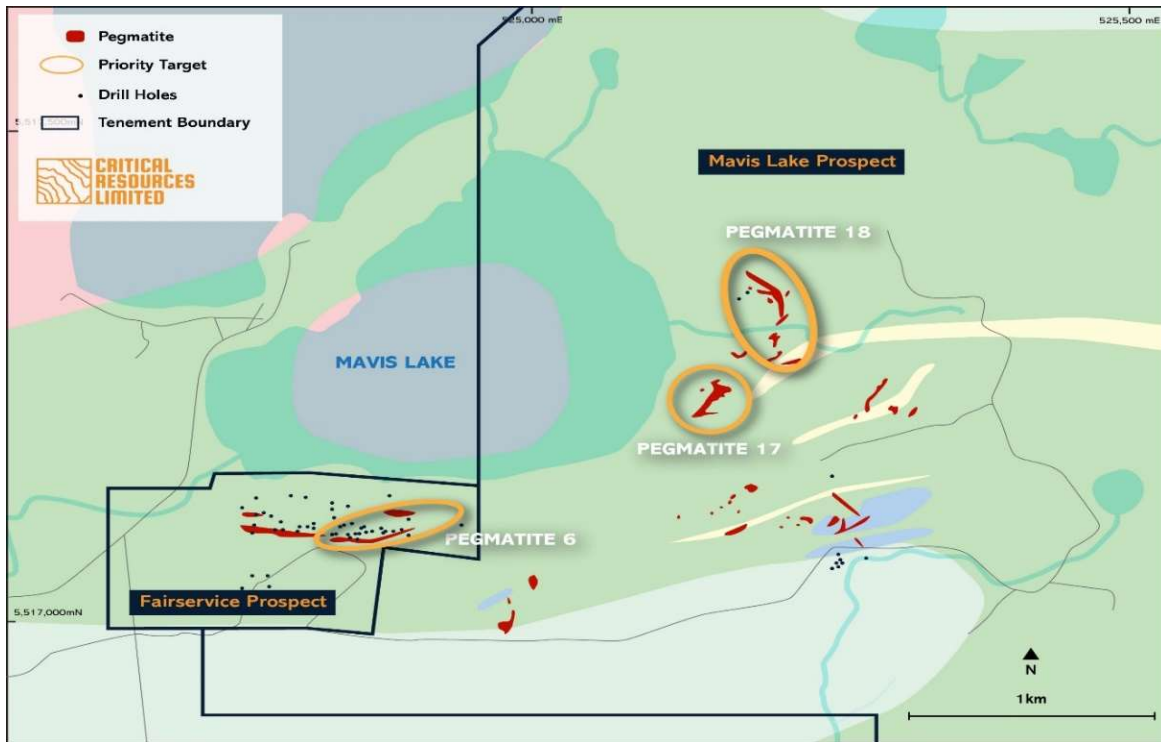 525,000 mE
525,500 mE
Pegmatite
Priority Target
Drill Holes
Tenement Boundary
CRITICAL
RESOURCES
LIMITED
Mavis Lake Prospect
PEGMATITE 18
MAVIS LAKE
PEGMATITE 17
PEGMATITE 6
Fairservice Prospect
5,517,000mN
N
1km